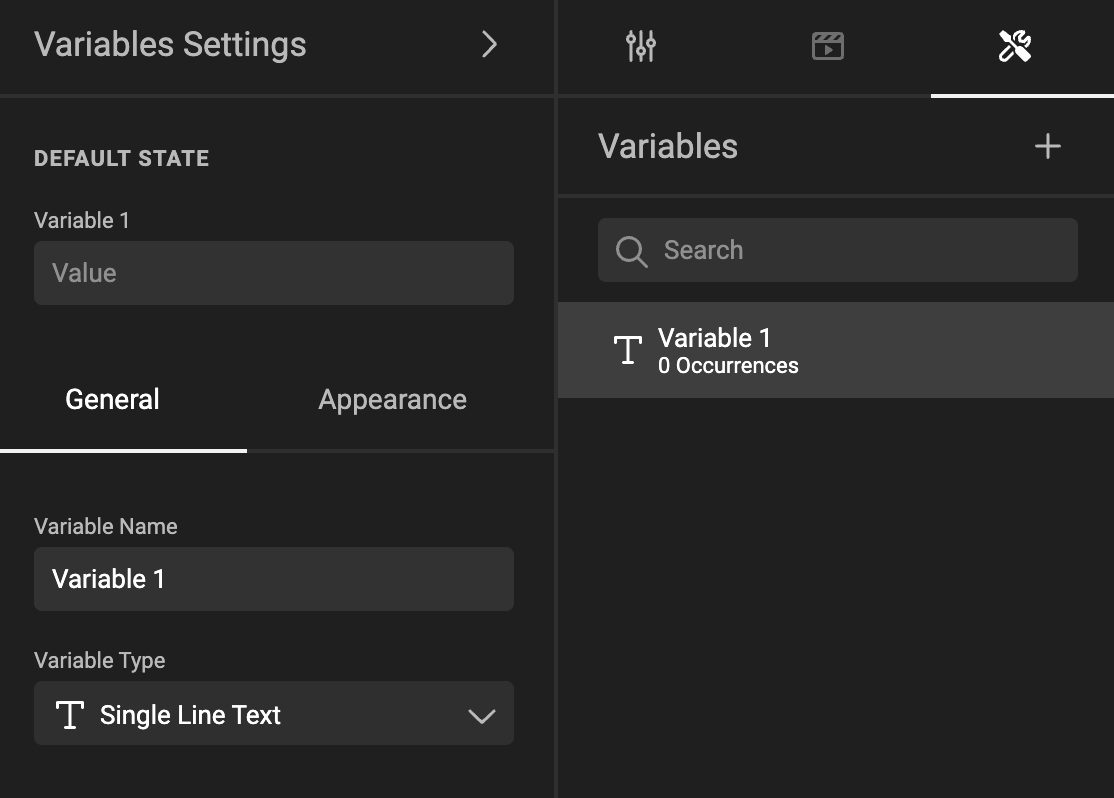 Variables Settings
DEFAULT STATE
Variable 1
Value
General
Appearance
Variable Name
Variable 1
Variable Type
Single Line Text
Variables
Search
Variable 1
0 Occurrences